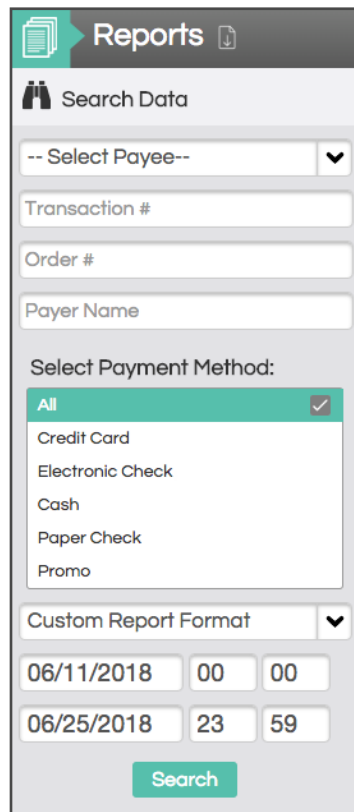 Reports
Search Data
-- Select Payee--
Transaction #
Order #
Payer Name
Select Payment Method:
All
Credit Card
Electronic Check
Cash
Paper Check
Promo
Custom Report Format
06/11/2018 00 00
06/25/2018 23 59
Search